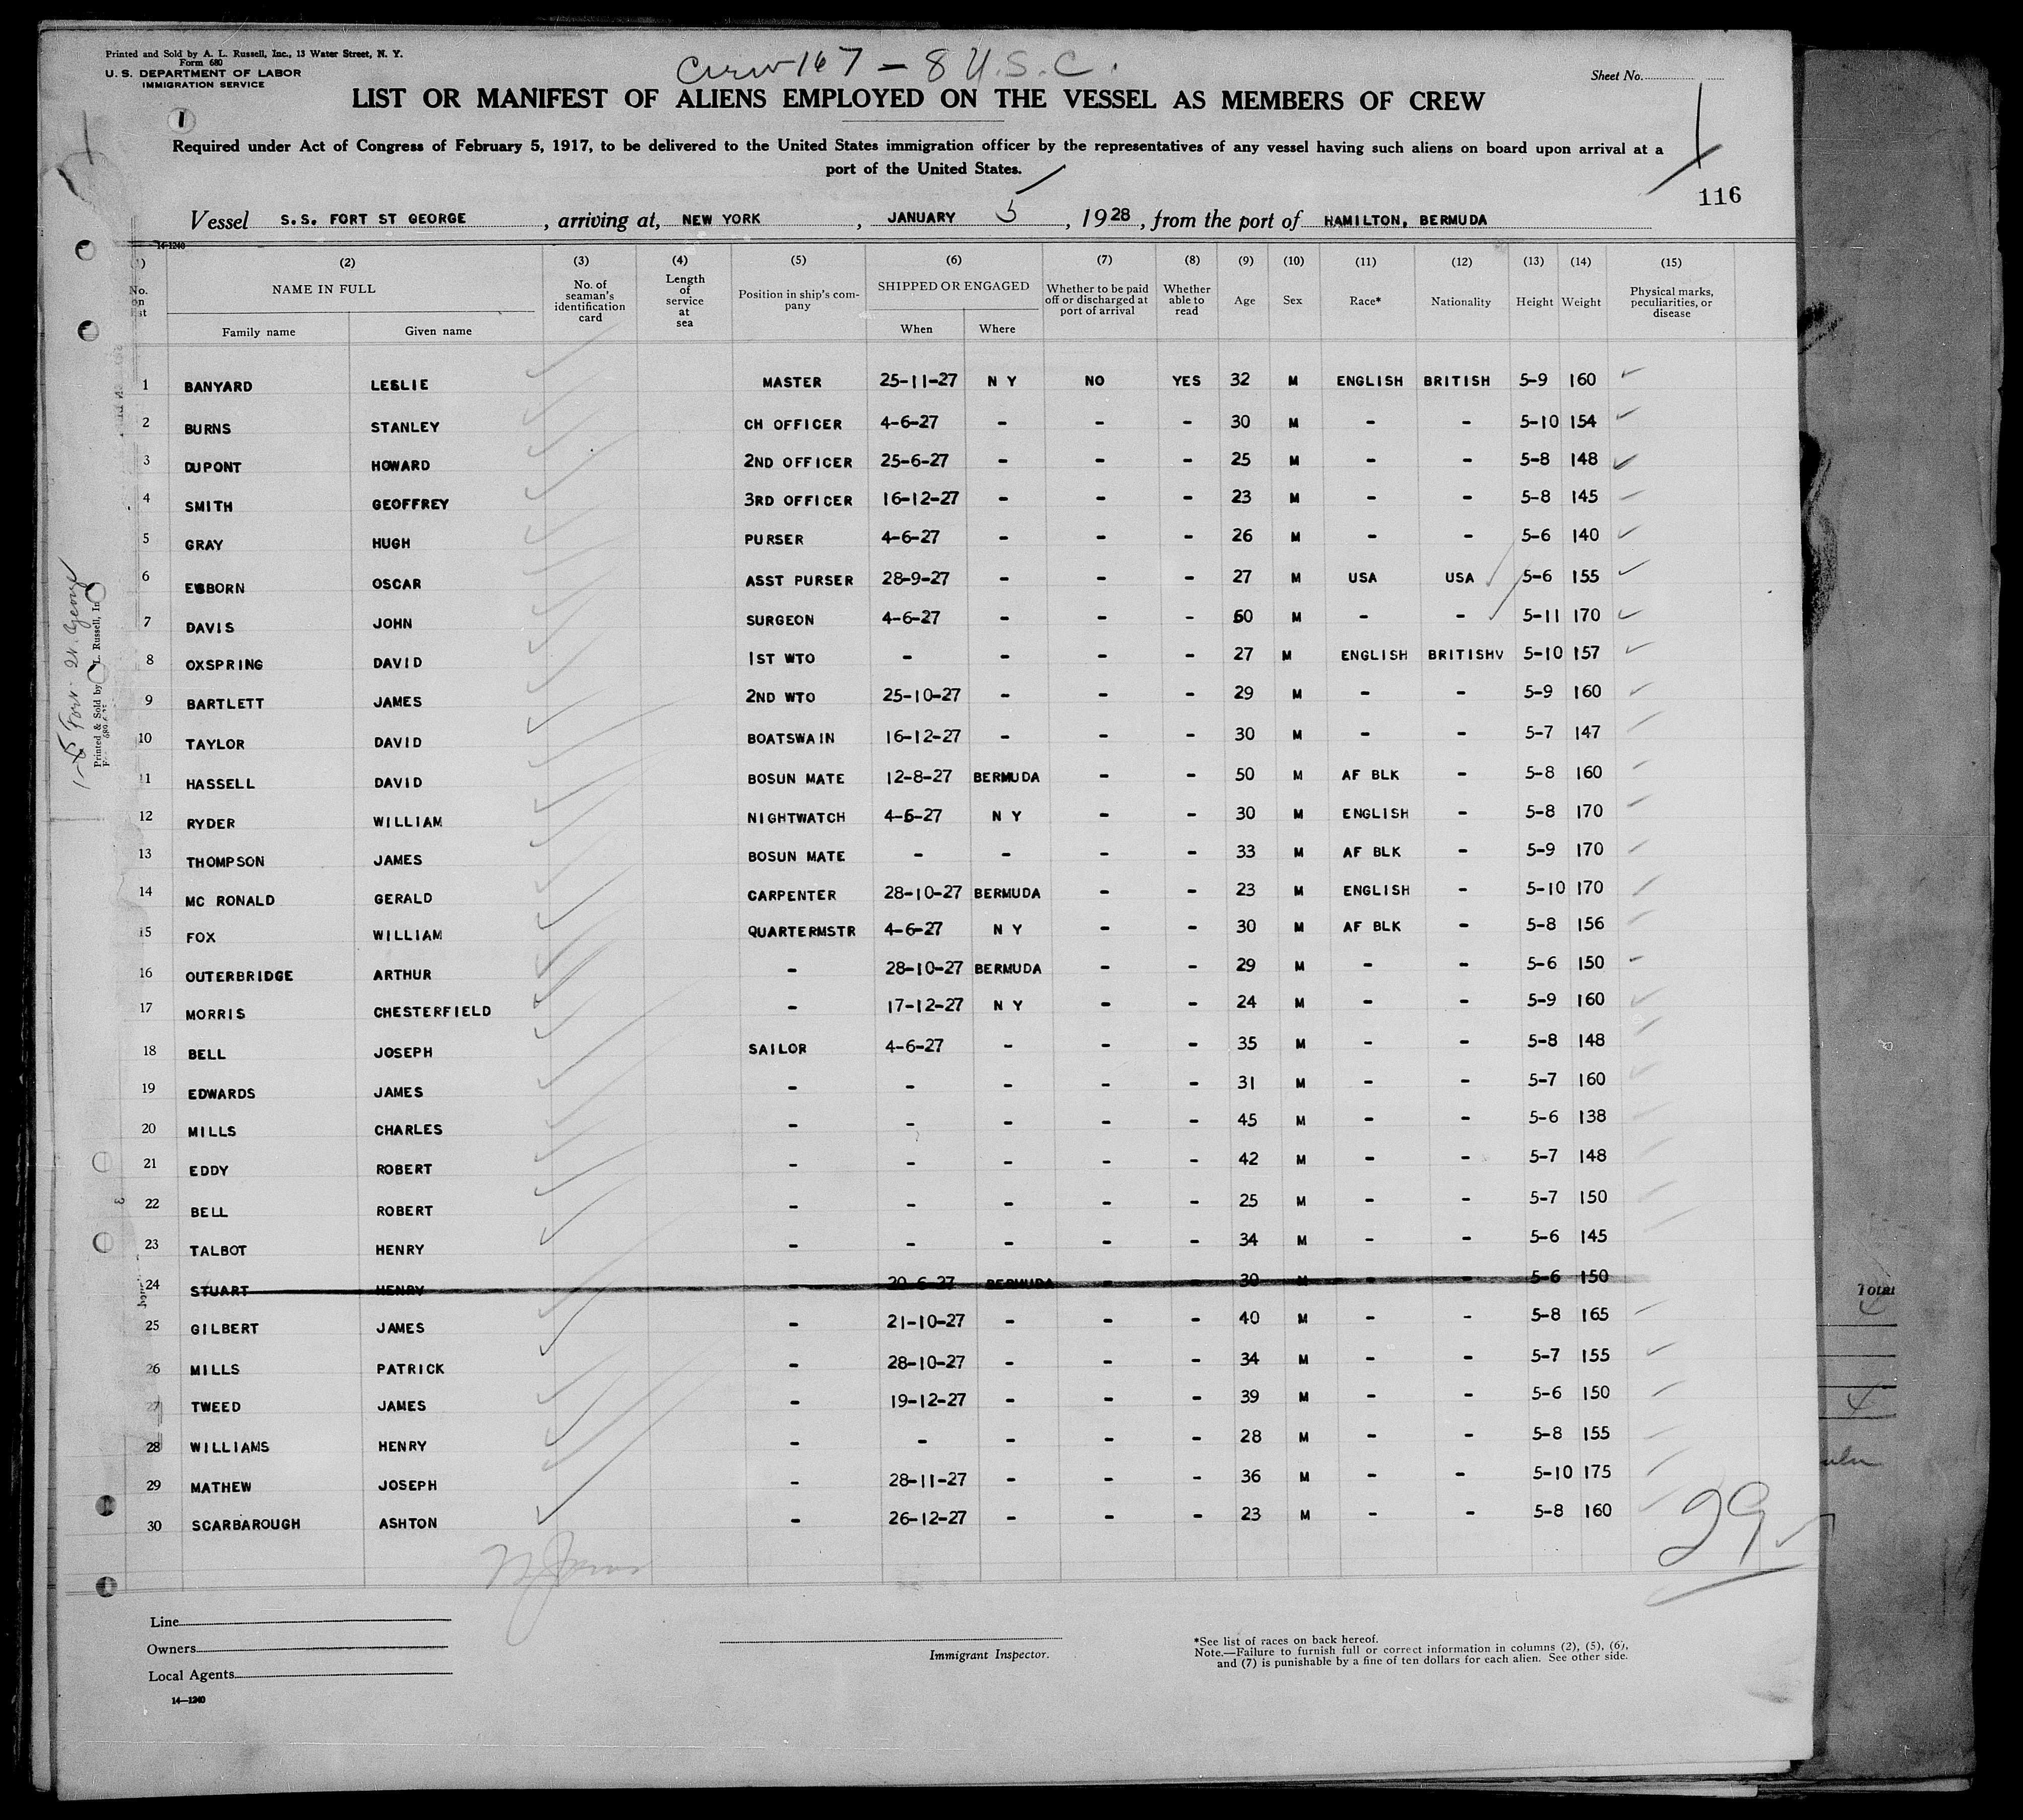 Printed and Sold by A. L. Russell, Inc., 13 Water Street, N. Y.
Form 680
U. S. DEPARTMENT OF LABOR
IMMIGRATION SERVICE
Crew 167 – 8 U.S.C.
Sheet No.
LIST OR MANIFEST OF ALIENS EMPLOYED ON THE VESSEL AS MEMBERS OF CREW
1
Required under Act of Congress of February 5, 1917, to be delivered to the United States immigration officer by the representatives of any vessel having such aliens on board upon arrival at a
port of the United States.
116
Vessel S.S. FORT ST GEORGE, arriving at, NEW YORK, JANUARY 5, 1928, from the port of HAMILTON, BERMUDA
14-1240
(2) (3) (4) (5) (6) (7) (8) (9) (10) (11) (12) (13) (14) (15)
No. on list NAME IN FULL Family name Given name No. of seaman's identification card Length of service at sea Position in ship's company SHIPPED OR ENGAGED When Where Whether to be paid off or discharged at port of arrival Whether able to read Age Sex Race* Nationality Height Weight Physical marks, peculiarities, or disease
1 BANYARD LESLIE MASTER 25-11-27 N Y NO YES 32 M ENGLISH BRITISH 5-9 160
2 BURNS STANLEY CH OFFICER 4-6-27 - - - 30 M - - 5-10 154
3 DUPONT HOWARD 2ND OFFICER 25-6-27 - - - 25 M - - 5-8 148
4 SMITH GEOFFREY 3RD OFFICER 16-12-27 - - - 23 M - - 5-8 145
5 GRAY HUGH PURSER 4-6-27 - - - 26 M - - 5-6 140
6 OSCAR ASST PURSER 28-9-27 - - - 27 M USA USA 5-6 155
7 DAVIS JOHN SURGEON 4-6-27 - - - 60 M - - 5-11 170
8 OXSPRING DAVID 1ST WTO - - - - 27 M ENGLISH BRITISHV 5-10 157
9 BARTLETT JAMES 2ND WTO 25-10-27 - - - 29 M - - 5-9 160
10 TAYLOR DAVID BOATSWAIN 16-12-27 - - - 30 M - - 5-7 147
11 HASSELL DAVID BOSUN MATE 12-8-27 BERMUDA - - 50 M AF BLK - 5-8 160
12 RYDER WILLIAM NIGHTWATCH 4-6-27 N Y - - 30 M ENGLISH - 5-8 170
13 THOMPSON JAMES BOSUN MATE - - - - 33 M AF BLK - 5-9 170
14 MC RONALD GERALD CARPENTER 28-10-27 BERMUDA - - 23 M ENGLISH - 5-10 170
15 FOX WILLIAM QUARTERMSTR 4-6-27 N Y - - 30 M AF BLK - 5-8 156
16 OUTERBRIDGE ARTHUR - 28-10-27 BERMUDA - - 29 M - - 5-6 150
17 MORRIS CHESTERFIELD - 17-12-27 N Y - - 24 M - - 5-9 160
18 BELL JOSEPH SAILOR 4-6-27 - - - 35 M - - 5-8 148
19 EDWARDS JAMES - - - - - 31 M - - 5-7 160
20 MILLS CHARLES - - - - - 45 M - - 5-6 138
21 EDDY ROBERT - - - - - 42 M - - 5-7 148
22 BELL ROBERT - - - - - 25 M - - 5-7 150
23 TALBOT HENRY - - - - - 34 M - - 5-6 145
24 STUART HENRY - 20-6-27 BERMUDA - - 30 M - - 5-6 150
25 GILBERT JAMES - 21-10-27 - - - 40 M - - 5-8 165
26 MILLS PATRICK - 28-10-27 - - - 34 M - - 5-7 155
27 TWEED JAMES - 19-12-27 - - - 39 M - - 5-6 150
28 WILLIAMS HENRY - - - - - 28 M - - 5-8 155
29 MATHEW JOSEPH - 28-11-27 - - - 36 M - - 5-10 175
30 SCARBAROUGH ASHTON - 26-12-27 - - - 23 M - - 5-8 160
29
Line
Owners
Local Agents
14—1240
Immigrant Inspector.
*See list of races on back hereof.
Note.—Failure to furnish full or correct information in columns (2), (5), (6),
and (7) is punishable by a fine of ten dollars for each alien. See other side.
Total